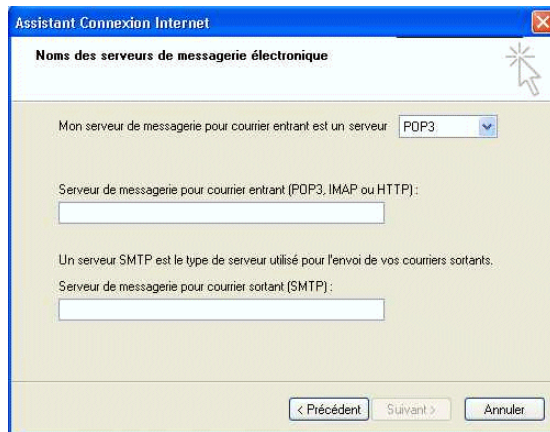 Assistant Connexion Internet
Noms des serveurs de messagerie électronique
Mon serveur de messagerie pour courrier entrant est un serveur POP3
Serveur de messagerie pour courrier entrant (POP3, IMAP ou HTTP) :
Un serveur SMTP est le type de serveur utilisé pour l'envoi de vos courriers sortants.
Serveur de messagerie pour courrier sortant (SMTP) :
< Précédent Suivant > Annuler